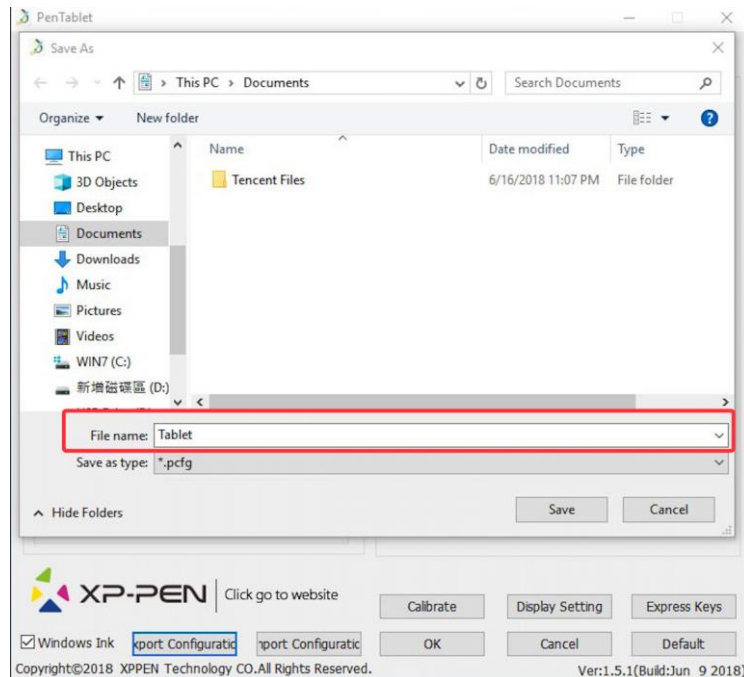 PenTablet
Save As
This PC > Documents
Search Documents
Organize
New folder
Name
Date modified
Type
This PC
3D Objects
Desktop
Documents
Downloads
Music
Pictures
Videos
WIN7 (C:)
新增磁碟區 (D:)
Tencent Files
6/16/2018 11:07 PM
File folder
File name: Tablet
Save as type: *.pcfg
Hide Folders
Save
Cancel
XP-PEN
Click go to website
Calibrate
Display Setting
Express Keys
Windows Ink
xport Configuratic
nport Configuratic
OK
Cancel
Default
Copyright©2018 XPPEN Technology CO.All Rights Reserved.
Ver:1.5.1(Build:Jun 9 2018)